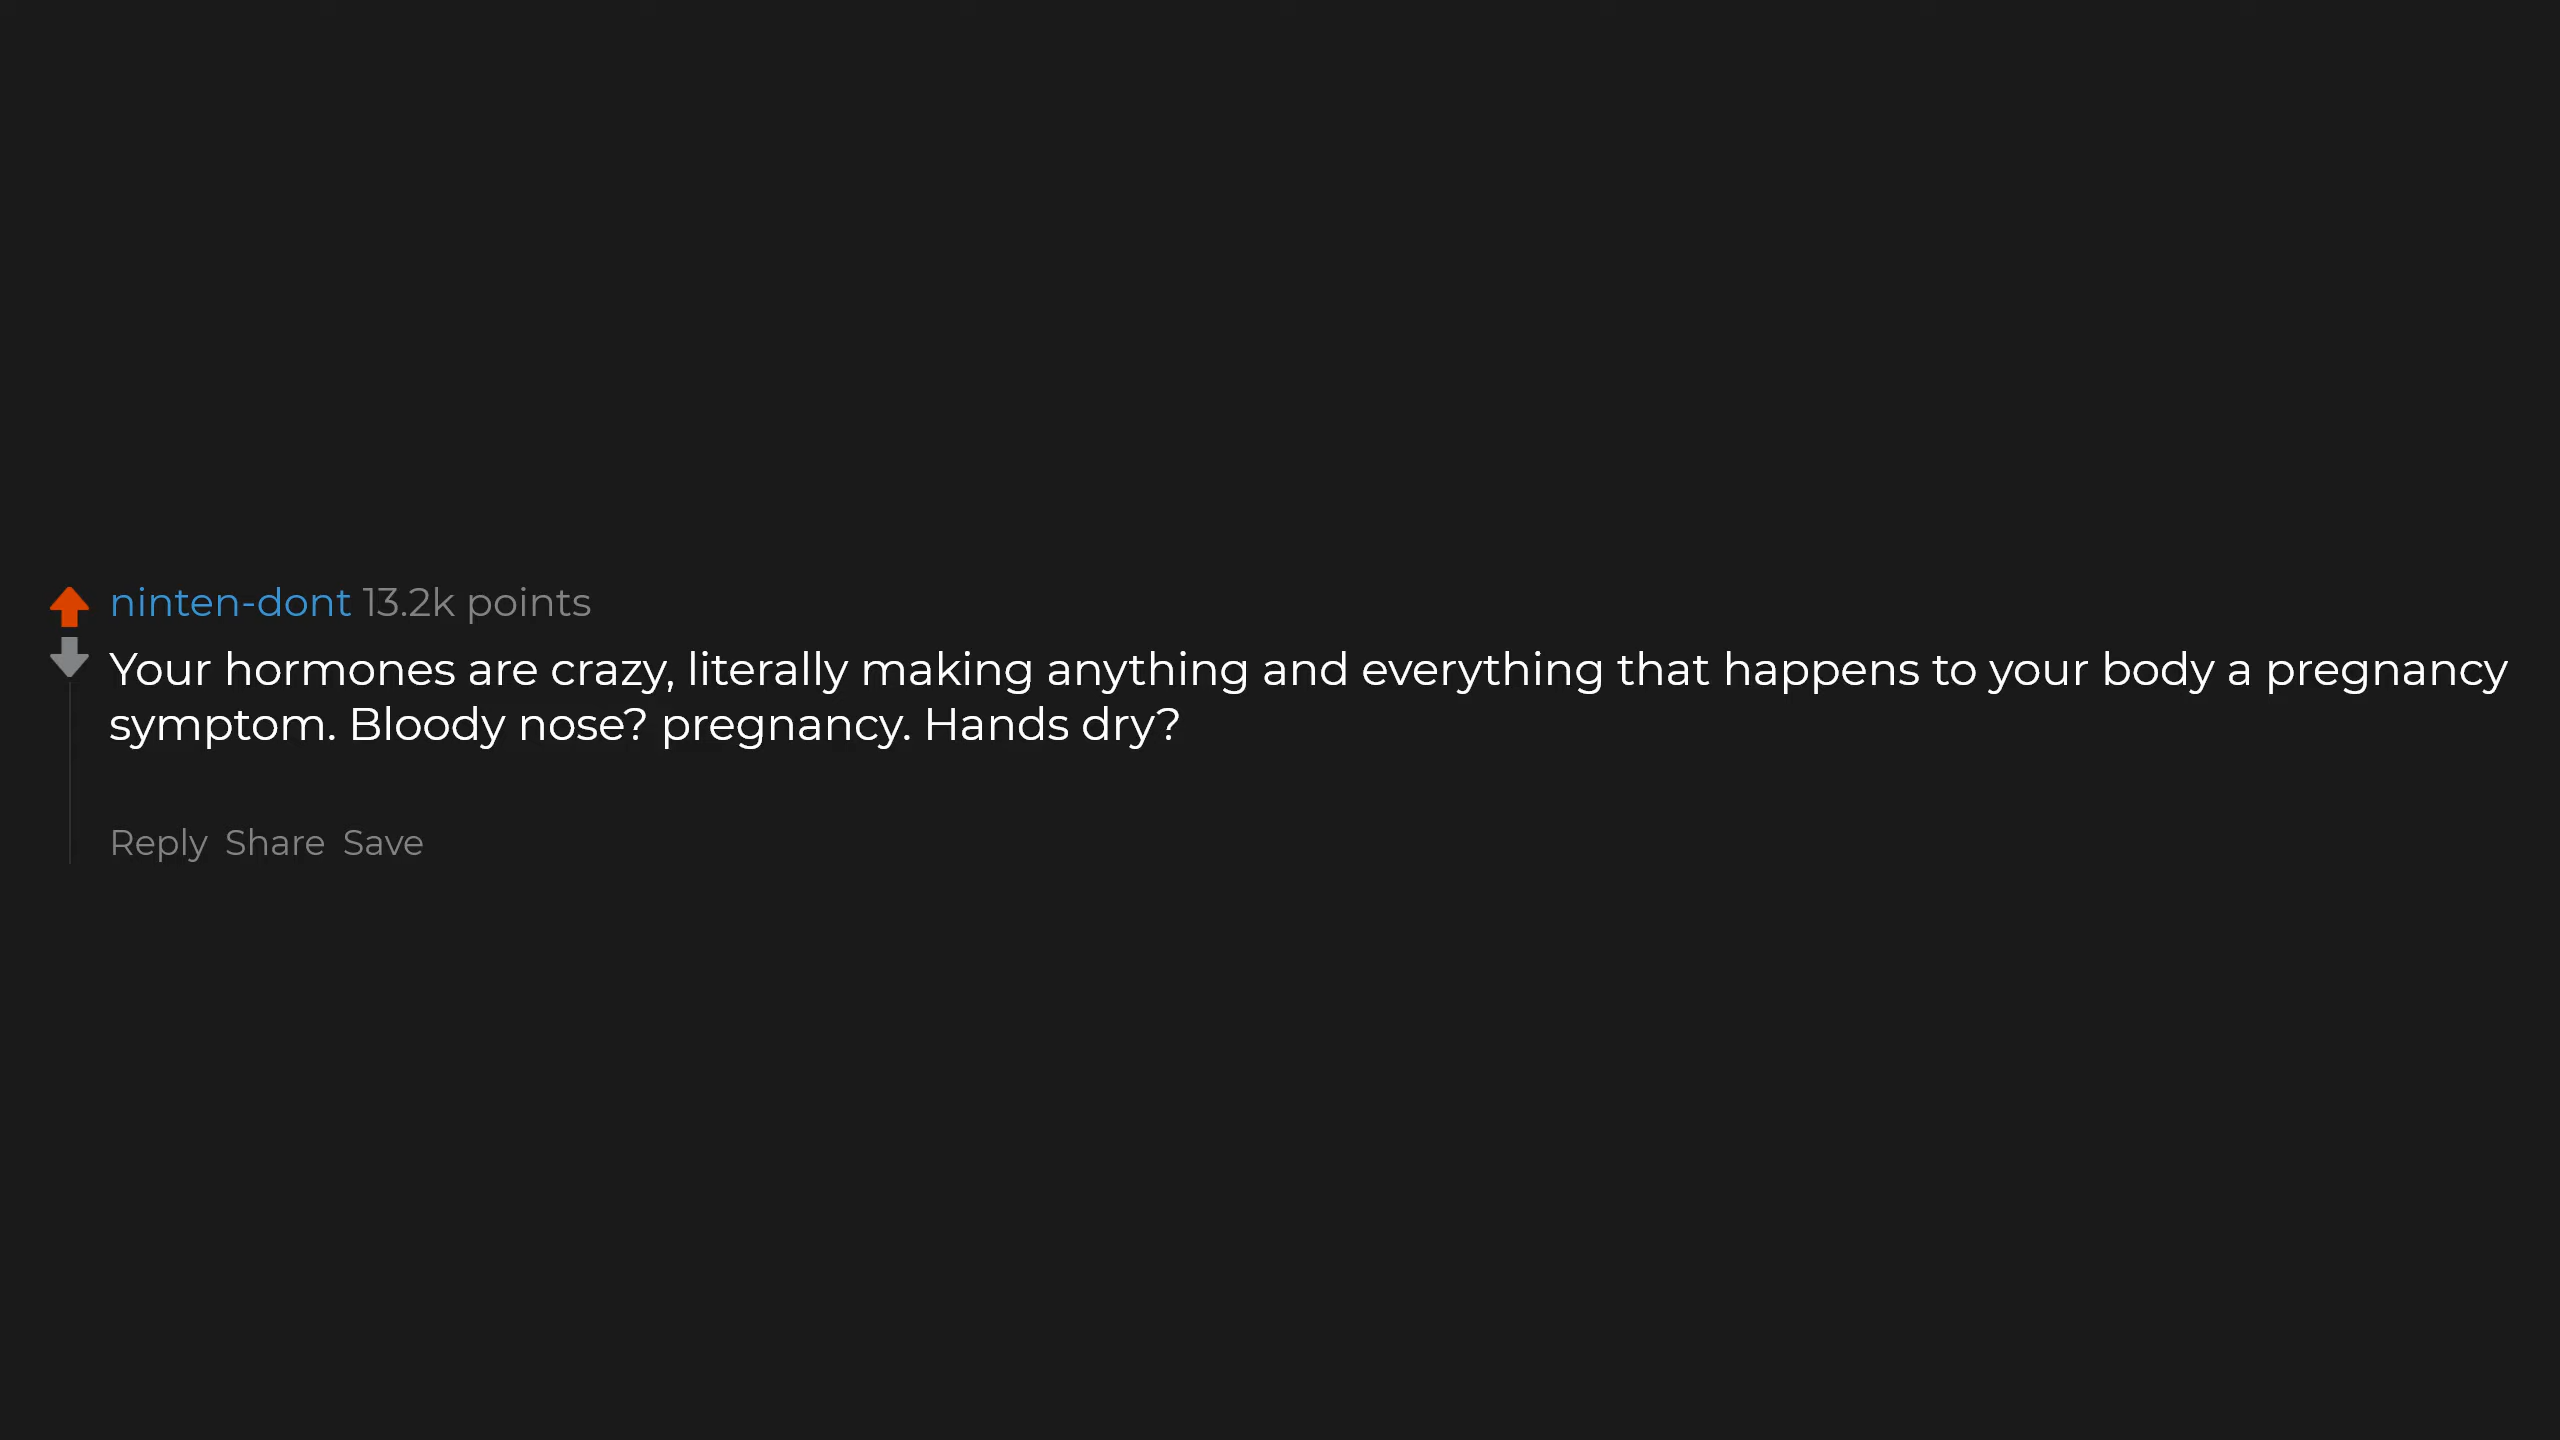 ninten-dont 13.2k points
Your hormones are crazy, literally making anything and everything that happens to your body a pregnancy
symptom. Bloody nose? pregnancy. Hands dry?
Reply Share Save